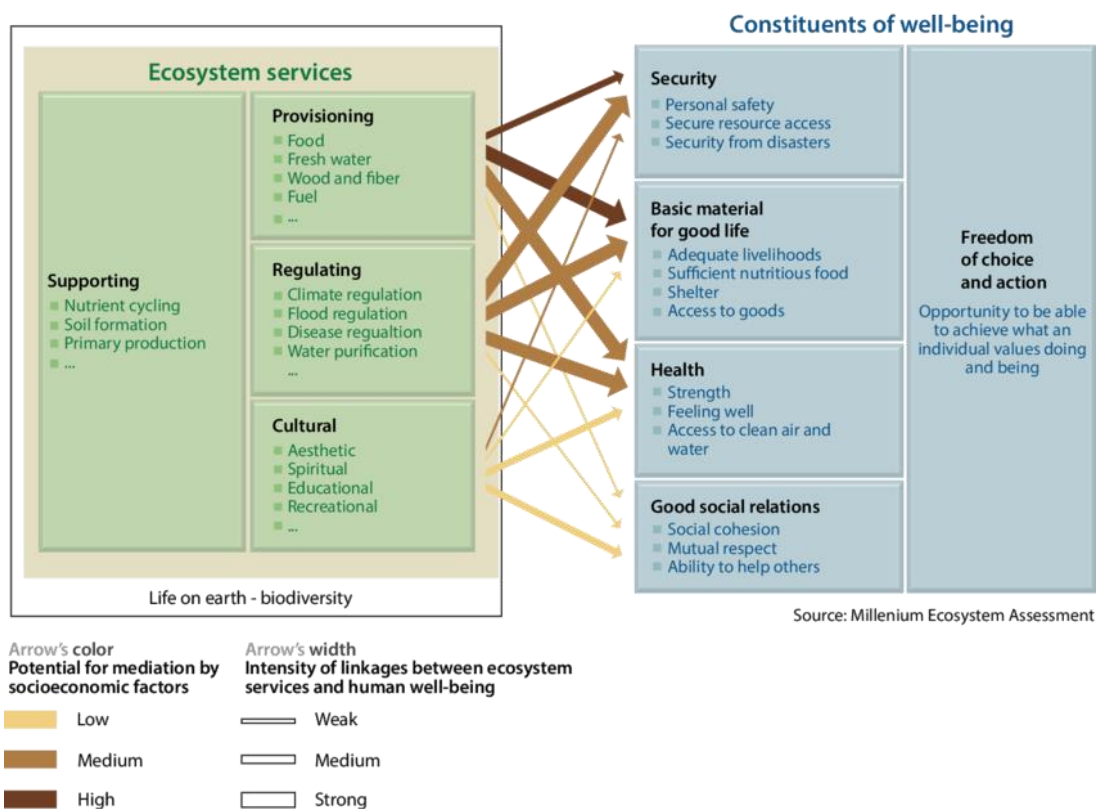 Constituents of well-being
Ecosystem services
Supporting
Nutrient cycling
Soil formation
Primary production
...
Provisioning
Food
Fresh water
Wood and fiber
Fuel
...
Regulating
Climate regulation
Flood regulation
Disease regualtion
Water purification
...
Cultural
Aesthetic
Spiritual
Educational
Recreational
...
Life on earth - biodiversity
Security
Personal safety
Secure resource access
Security from disasters
Basic material
for good life
Adequate livelihoods
Sufficient nutritious food
Shelter
Access to goods
Health
Strength
Feeling well
Access to clean air and
water
Good social relations
Social cohesion
Mutual respect
Ability to help others
Freedom
of choice
and action
Opportunity to be able
to achieve what an
individual values doing
and being
Source: Millenium Ecosystem Assessment
Arrow's color
Potential for mediation by
socioeconomic factors
Low
Medium
High
Arrow's width
Intensity of linkages between ecosystem
services and human well-being
Weak
Medium
Strong